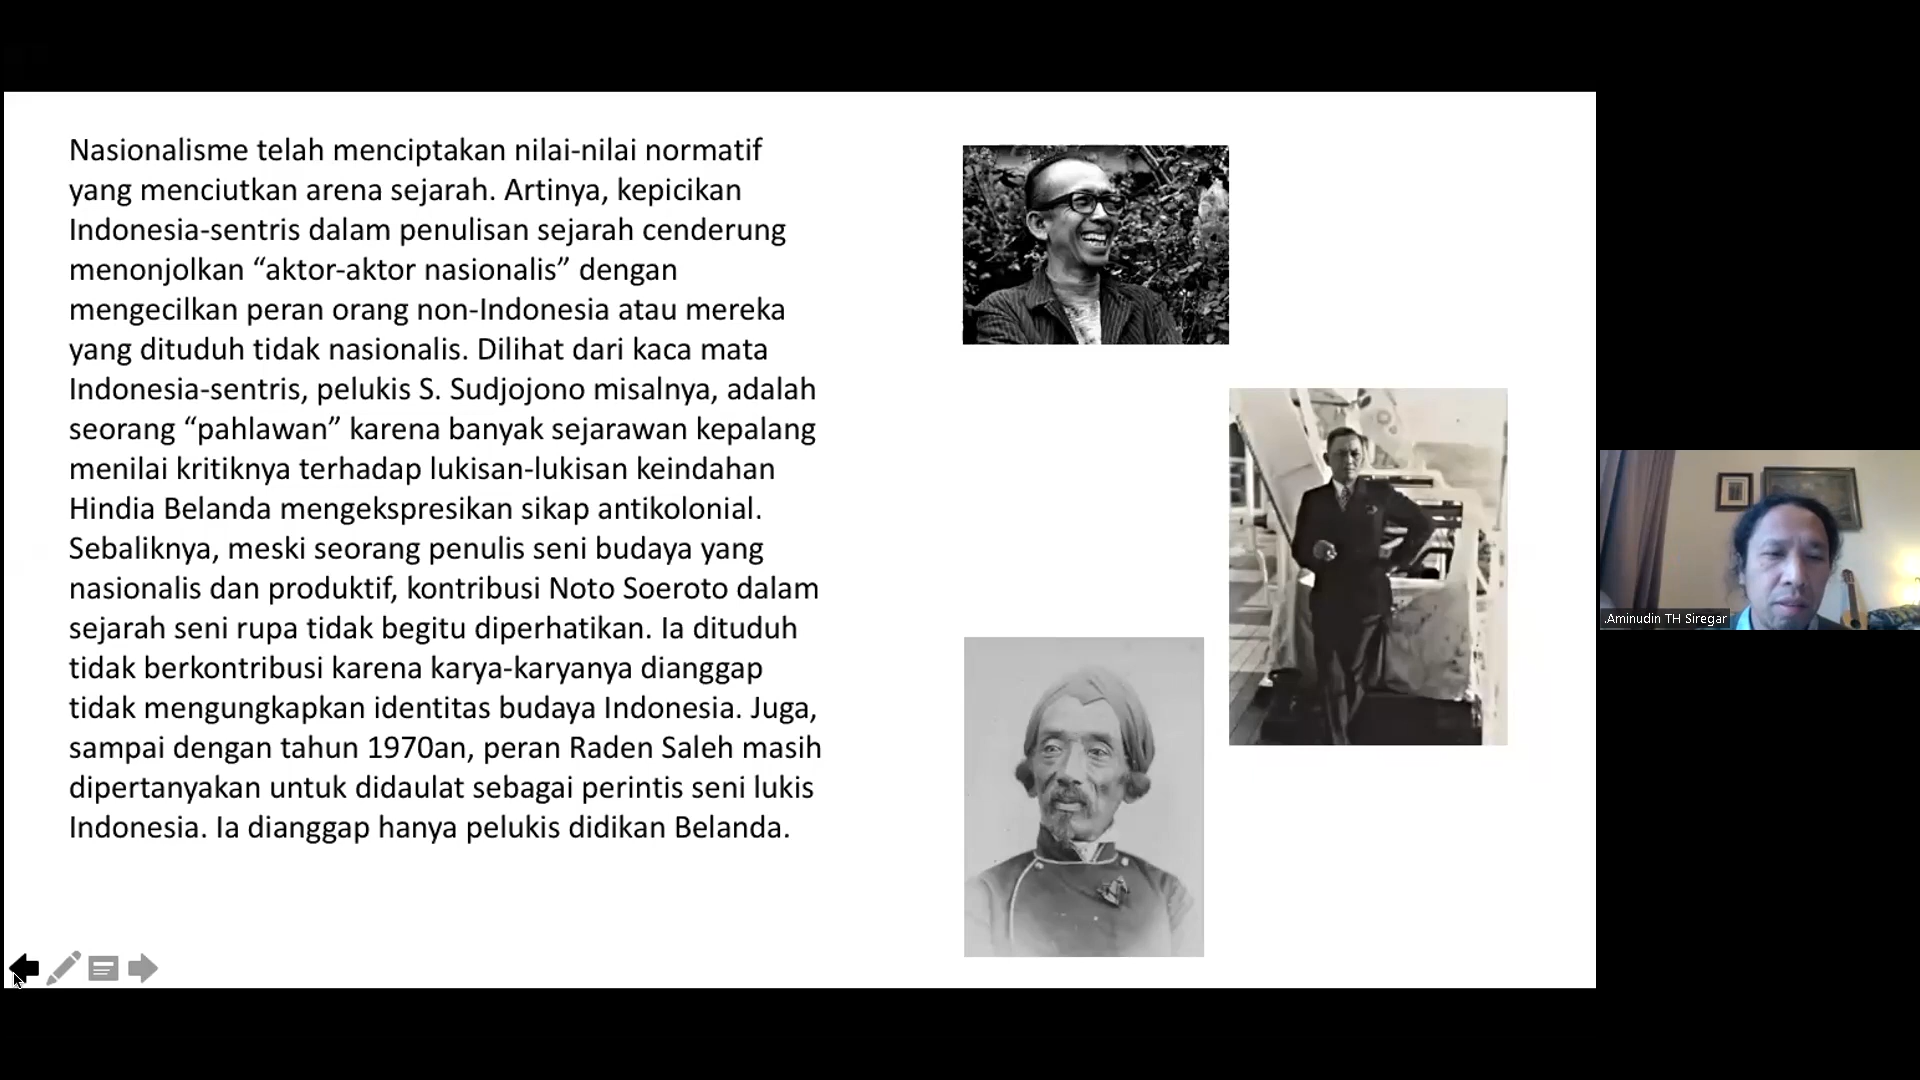 Nasionalisme telah menciptakan nilai-nilai normatif
yang menciutkan arena sejarah. Artinya, kepicikan
Indonesia-sentris dalam penulisan sejarah cenderung
menonjolkan “aktor-aktor nasionalis” dengan
mengecilkan peran orang non-Indonesia atau mereka
yang dituduh tidak nasionalis. Dilihat dari kaca mata
Indonesia-sentris, pelukis S. Sudjojono misalnya, adalah
seorang “pahlawan” karena banyak sejarawan kepalang
menilai kritiknya terhadap lukisan-lukisan keindahan
Hindia Belanda mengekspresikan sikap antikolonial.
Sebaliknya, meski seorang penulis seni budaya yang
nasionalis dan produktif, kontribusi Noto Soeroto dalam
sejarah seni rupa tidak begitu diperhatikan. Ia dituduh
tidak berkontribusi karena karya-karyanya dianggap
tidak mengungkapkan identitas budaya Indonesia. Juga,
sampai dengan tahun 1970an, peran Raden Saleh masih
dipertanyakan untuk didaulat sebagai perintis seni lukis
Indonesia. Ia dianggap hanya pelukis didikan Belanda.
.Aminudin TH Siregar